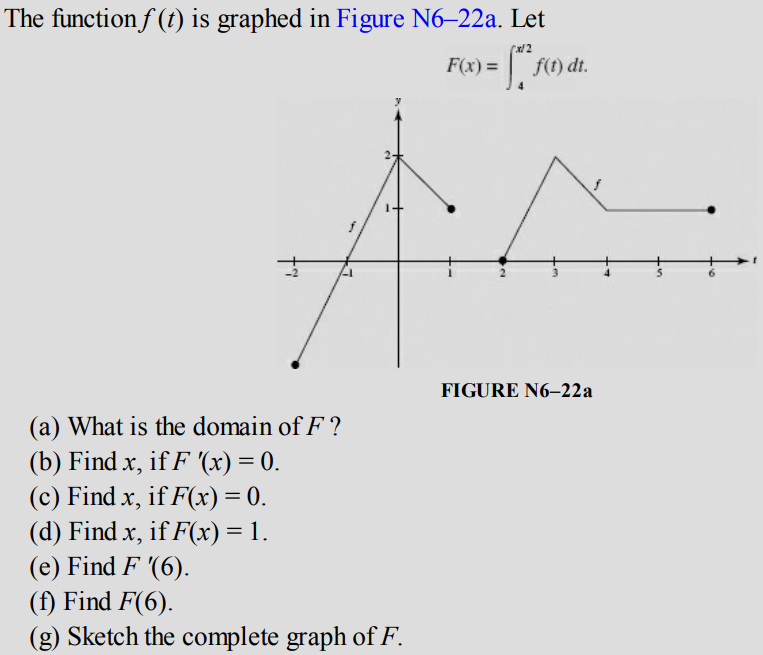 The function f (t) is graphed in Figure N6–22a. Let
F(x) = ∫₄^{x/2} f(t) dt.
y
2
f
1
f
-2 -1 1 2 3 4 5 6 t
FIGURE N6–22a
(a) What is the domain of F ?
(b) Find x, if F ′(x) = 0.
(c) Find x, if F(x) = 0.
(d) Find x, if F(x) = 1.
(e) Find F ′(6).
(f) Find F(6).
(g) Sketch the complete graph of F.